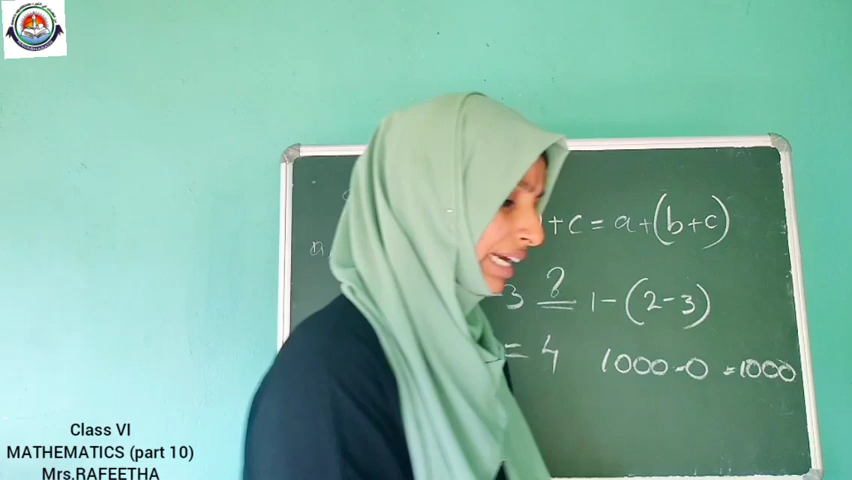 + c = a + (b + c)
a
3 ? 1 - (2 - 3)
= 4 1000 - 0 = 1000
Class VI
MATHEMATICS (part 10)
Mrs.RAFEETHA